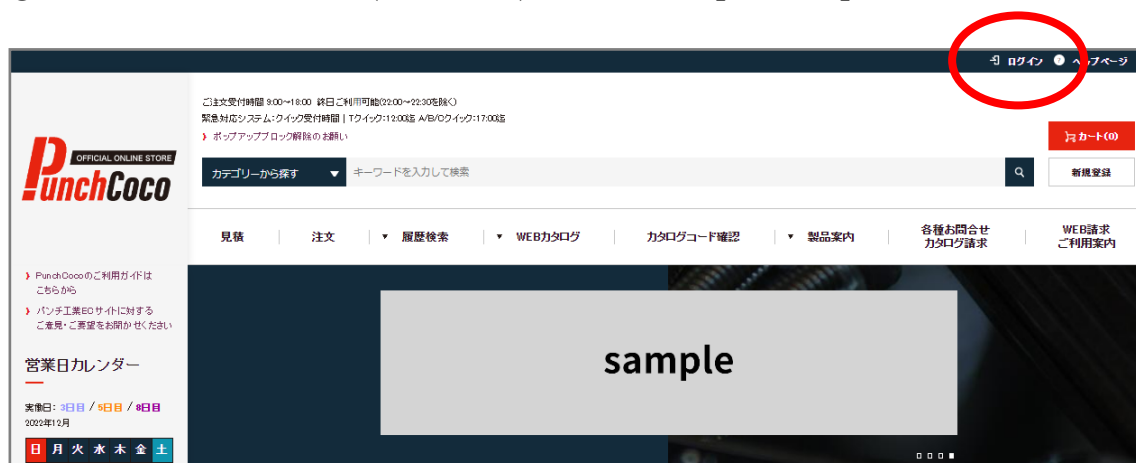 ログイン ? ヘルプページ
ご注文受付時間 9:00～18:00 終日ご利用可能(22:00～22:30を除く)
緊急対応システム:クイック受付時間 | Tクイック:12:00迄 A/B/Cクイック:17:00迄
ポップアップブロック解除のお願い
OFFICIAL ONLINE STORE
PunchCoco
カート(0)
カテゴリーから探す ▼ キーワードを入力して検索
新規登録
見積 注文 ▼ 履歴検索 ▼ WEBカタログ カタログコード確認 ▼ 製品案内
各種お問合せ
カタログ請求
WEB請求
ご利用案内
PunchCocoのご利用ガイドは
こちらから
パンチ工業ECサイトに対する
ご意見・ご要望をお聞かせください
sample
営業日カレンダー
実働日: 3日目 / 5日目 / 8日目
2022年12月
日 月 火 水 木 金 土